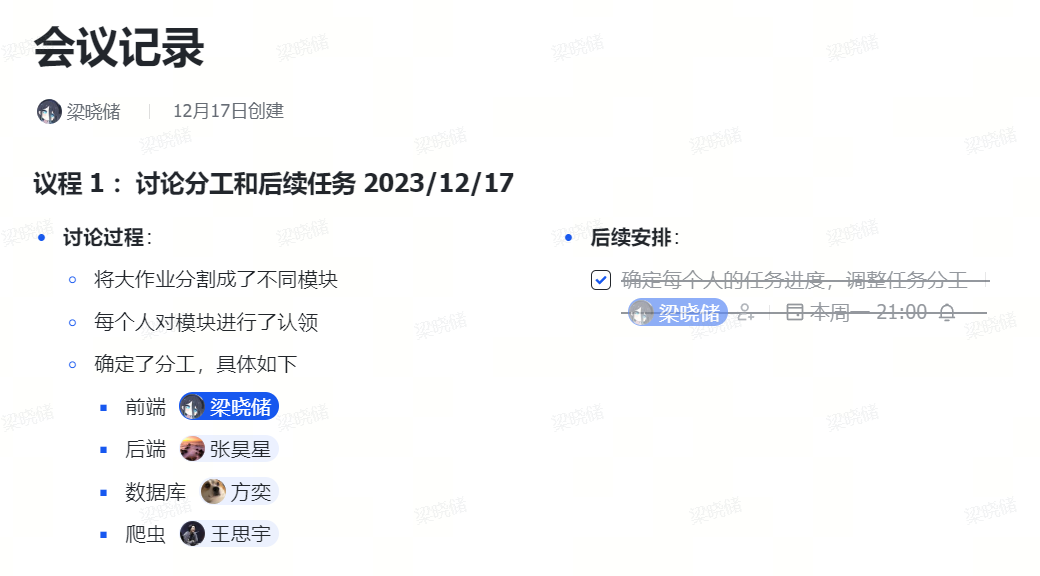 会议记录
梁晓储
12月17日创建
议程 1： 讨论分工和后续任务 2023/12/17
讨论过程：
将大作业分割成了不同模块
每个人对模块进行了认领
确定了分工，具体如下
前端 梁晓储
后端 张昊星
数据库 方奕
爬虫 王思宇
后续安排：
确定每个人的任务进度，调整任务分工
梁晓储 本周一 21:00